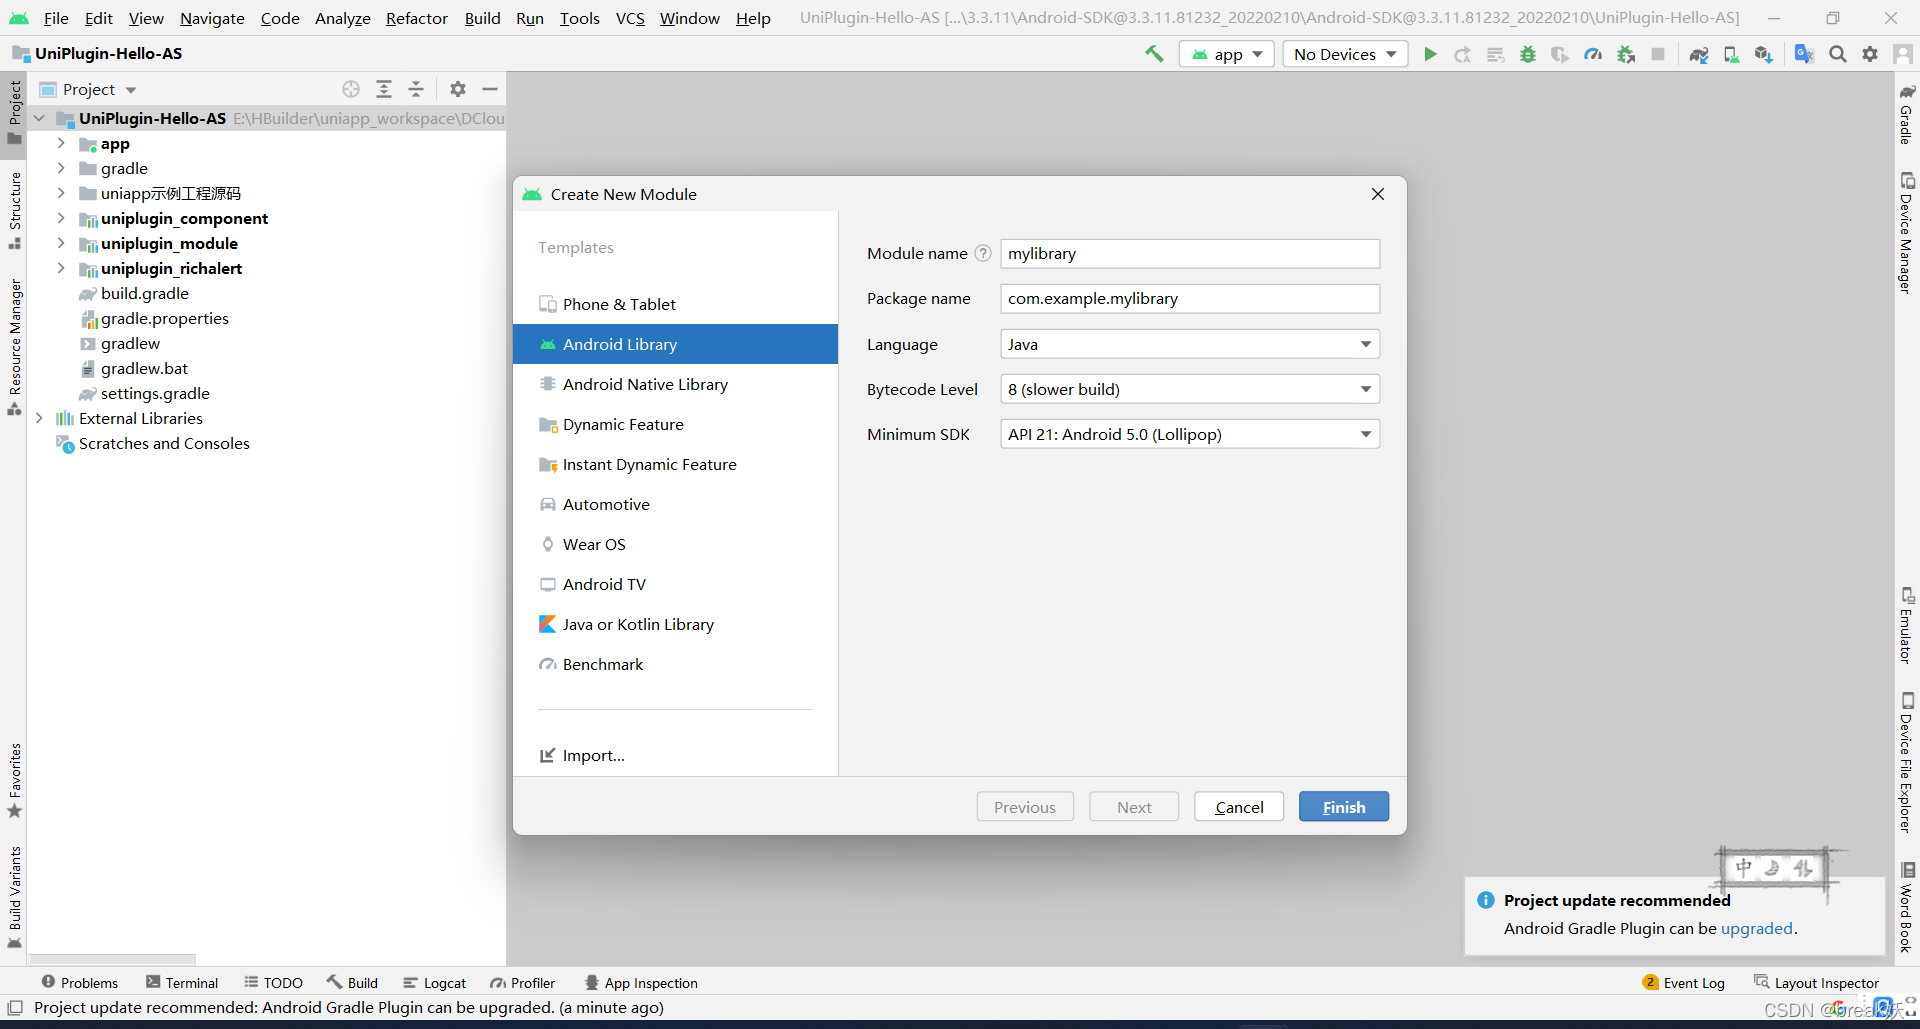 File Edit View Navigate Code Analyze Refactor Build Run Tools VCS Window Help UniPlugin-Hello-AS [...\3.3.11\Android-SDK@3.3.11.81232_20220210\Android-SDK@3.3.11.81232_20220210\UniPlugin-Hello-AS]
UniPlugin-Hello-AS
app
No Devices
Project
UniPlugin-Hello-AS E:\HBuilder\uniapp_workspace\DClou
app
gradle
uniapp示例工程源码
uniplugin_component
uniplugin_module
uniplugin_richalert
build.gradle
gradle.properties
gradlew
gradlew.bat
settings.gradle
External Libraries
Scratches and Consoles
Project
Structure
Resource Manager
Favorites
Build Variants
Create New Module
Templates
Phone & Tablet
Android Library
Android Native Library
Dynamic Feature
Instant Dynamic Feature
Automotive
Wear OS
Android TV
Java or Kotlin Library
Benchmark
Import...
Module name ? mylibrary
Package name com.example.mylibrary
Language Java
Bytecode Level 8 (slower build)
Minimum SDK API 21: Android 5.0 (Lollipop)
Previous Next Cancel Finish
Gradle
Device Manager
Emulator
Device File Explorer
Word Book
中
Project update recommended
Android Gradle Plugin can be upgraded.
Problems Terminal TODO Build Logcat Profiler App Inspection
2 Event Log Layout Inspector
Project update recommended: Android Gradle Plugin can be upgraded. (a minute ago)
CSDN @break